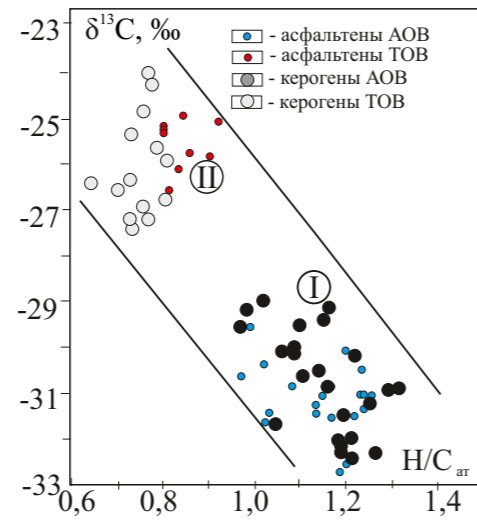 -23
δ¹³C, ‰
- асфальтены АОВ
- асфальтены ТОВ
- керогены АОВ
- керогены ТОВ
-25
II
-27
I
-29
-31
H/C ат
-33
0,6 0,8 1,0 1,2 1,4